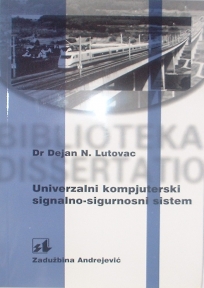 BIBLIOTEKA
DISSERTATIO
Dr Dejan N. Lutovac
Univerzalni kompjuterski
signalno-sigurnosni sistem
Zadužbina Andrejević